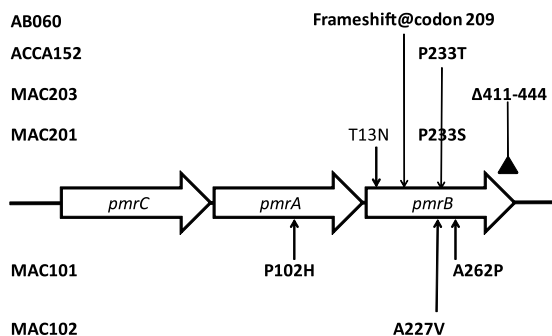 AB060 Frameshift@codon 209
ACCA152 P233T
MAC203 Δ411-444
MAC201 T13N P233S
pmrC pmrA pmrB
MAC101 P102H A262P
MAC102 A227V